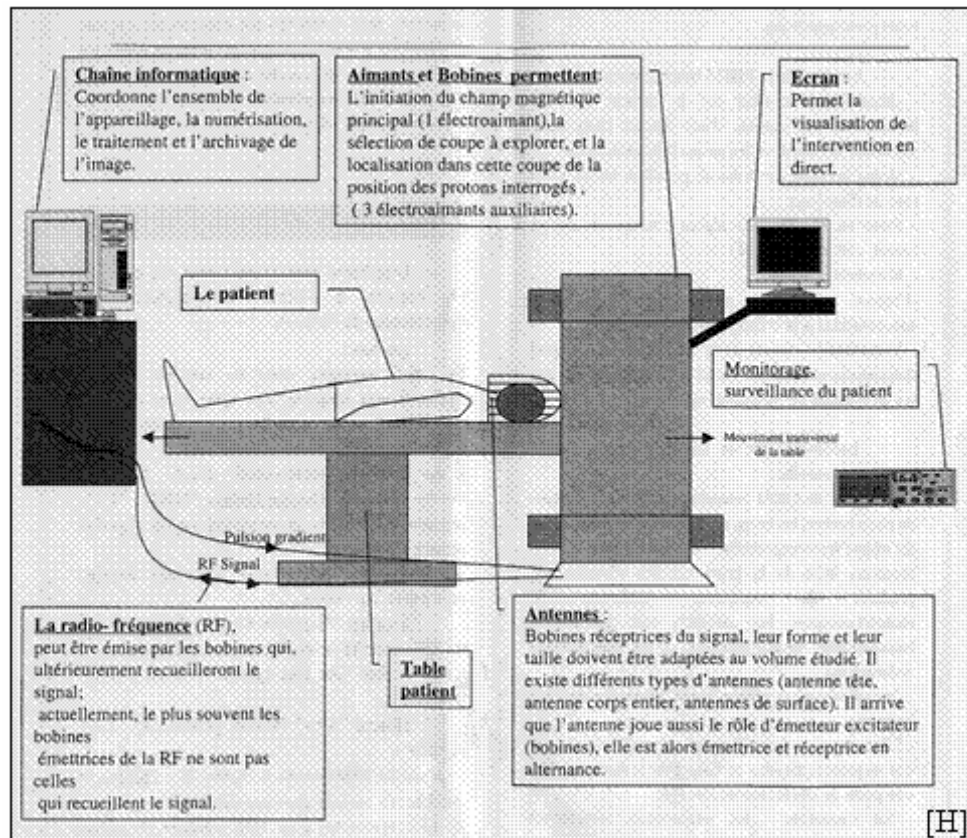 Chaîne informatique :
Coordonne l'ensemble de
l'appareillage, la numérisation,
le traitement et l'archivage de
l'image.
Aimants et Bobines permettent:
L'initiation du champ magnétique
principal (1 électroaimant),la
sélection de coupe à explorer, et la
localisation dans cette coupe de la
position des protons interrogés ,
( 3 électroaimants auxiliaires).
Ecran :
Permet la
visualisation de
l'intervention en
direct.
Le patient
Monitorage,
surveillance du patient
Mouvement transversal
de la table
Pulsion gradient
RF Signal
La radio- fréquence (RF),
peut être émise par les bobines qui,
ultérieurement recueilleront le
signal;
actuellement, le plus souvent les
bobines
émettrices de la RF ne sont pas
celles
qui recueillent le signal.
Table
patient
Antennes :
Bobines réceptrices du signal, leur forme et leur
taille doivent être adaptées au volume étudié. Il
existe différents types d'antennes (antenne tête,
antenne corps entier, antennes de surface). Il arrive
que l'antenne joue aussi le rôle d'émetteur excitateur
(bobines), elle est alors émettrice et réceptrice en
alternance.
[H]